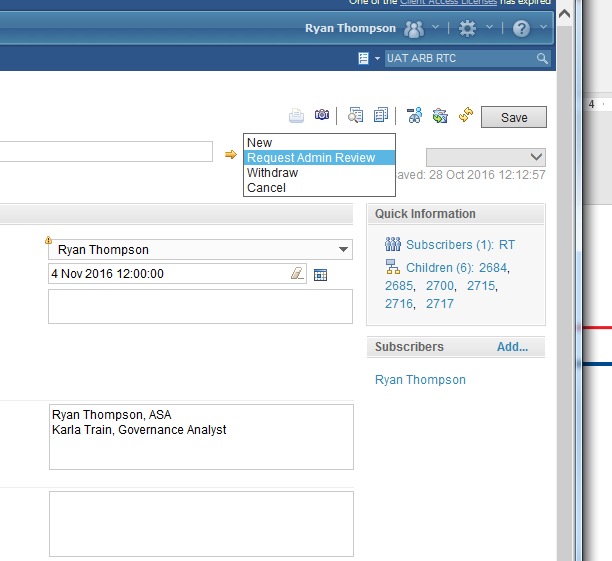 One of the Client Access Licenses has expired
Ryan Thompson
UAT ARB RTC
4
Save
New
Request Admin Review
Withdraw
Cancel
saved: 28 Oct 2016 12:12:57
Quick Information
Ryan Thompson
Subscribers (1): RT
4 Nov 2016 12:00:00
Children (6): 2684,
2685, 2700, 2715,
2716, 2717
Subscribers Add...
Ryan Thompson
Ryan Thompson, ASA
Karla Train, Governance Analyst